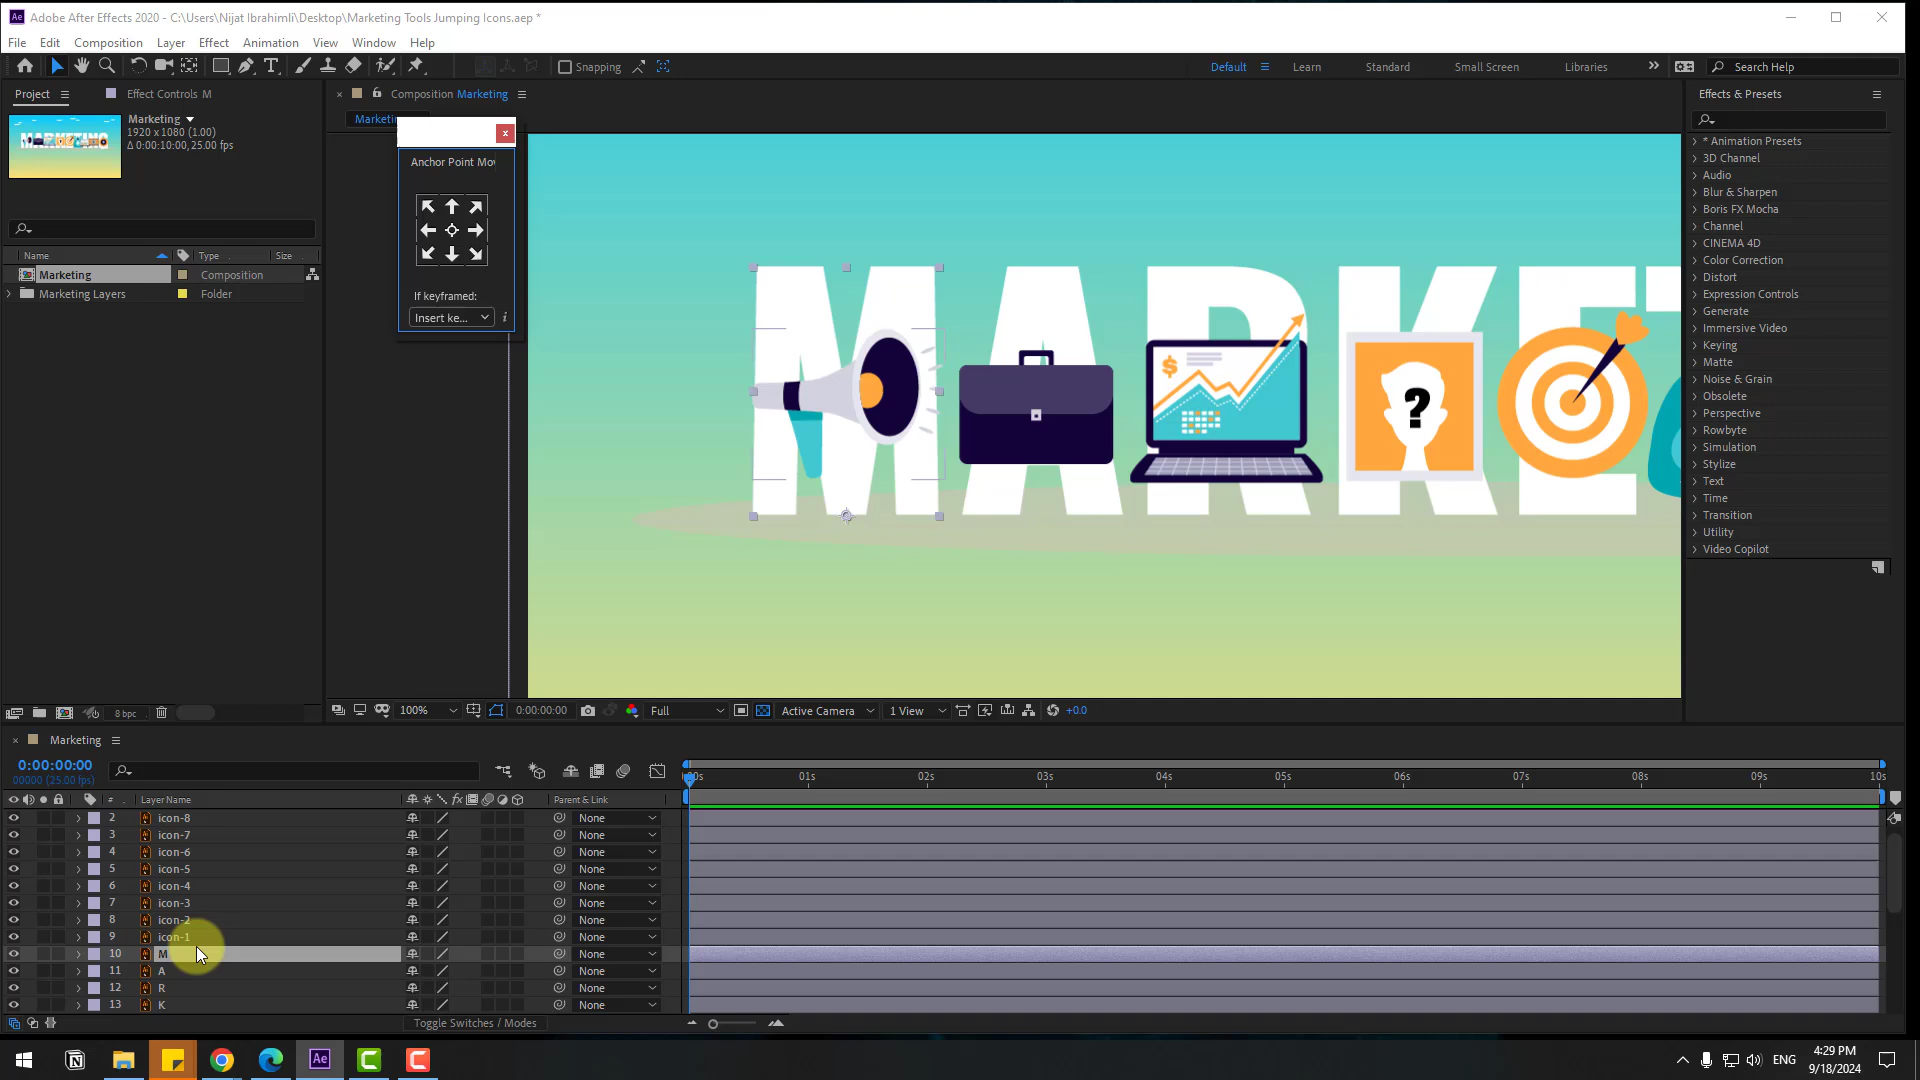 Adobe After Effects 2020 - C:\Users\Nijat Ibrahimli\Desktop\Marketing Tools Jumping Icons.aep *
File Edit Composition Layer Effect Animation View Window Help
Snapping
Default Learn Standard Small Screen Libraries Search Help
Project Effect Controls M Composition Marketing Effects & Presets
Marketing
1920 x 1080 (1.00)
Δ 0:00:10:00, 25.00 fps
Name Type Size
Marketing Composition
Marketing Layers Folder
Marketing
Anchor Point Mo
If keyframed:
Insert ke...
MARKET
$
?
* Animation Presets
3D Channel
Audio
Blur & Sharpen
Boris FX Mocha
Channel
CINEMA 4D
Color Correction
Distort
Expression Controls
Generate
Immersive Video
Keying
Matte
Noise & Grain
Obsolete
Perspective
Rowbyte
Simulation
Stylize
Text
Time
Transition
Utility
Video Copilot
8 bpc
100% 0:00:00:00 Full Active Camera 1 View +0.0
Marketing
0:00:00:00
00000 (25.00 fps)
00s 01s 02s 03s 04s 05s 06s 07s 08s 09s 10s
# Layer Name fx Parent & Link
2 icon-8 None
3 icon-7 None
4 icon-6 None
5 icon-5 None
6 icon-4 None
7 icon-3 None
8 icon-2 None
9 icon-1 None
10 M None
11 A None
12 R None
13 K None
Toggle Switches / Modes
Ae
ENG
4:29 PM
9/18/2024